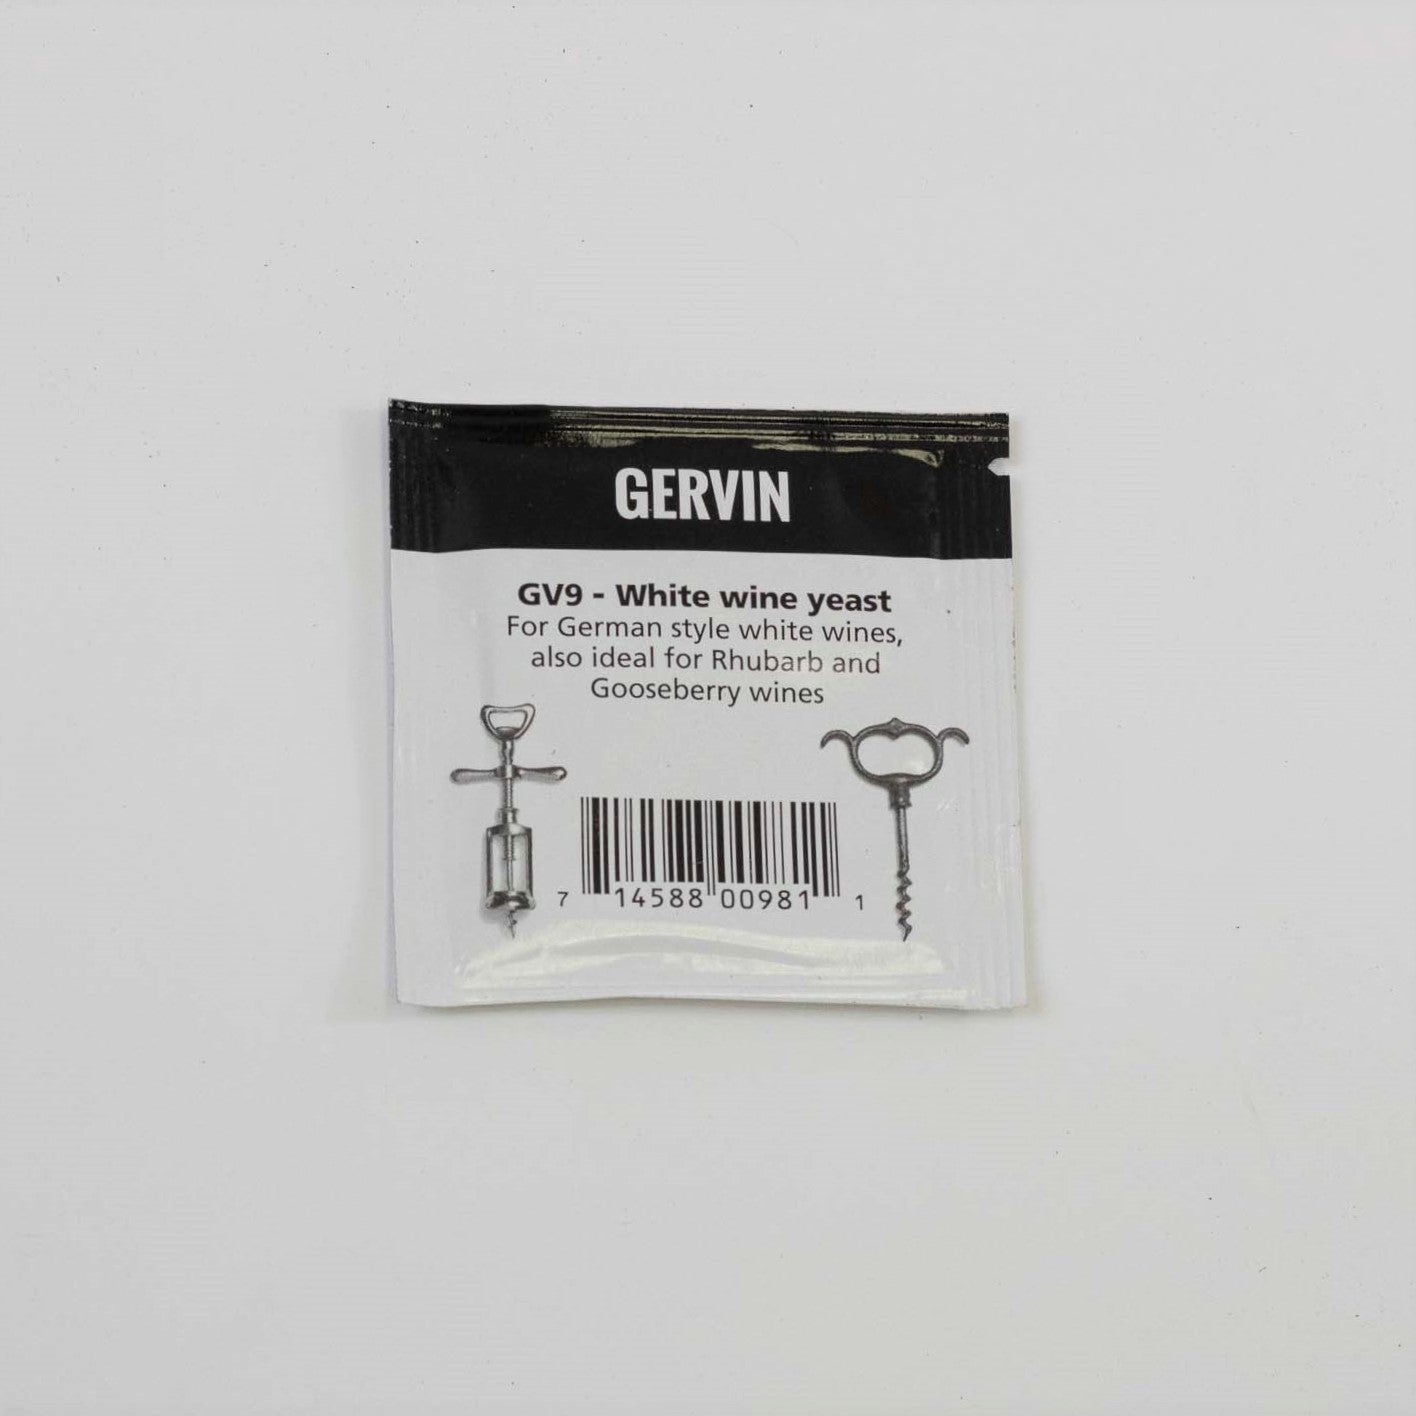 GERVIN
GV9 - White wine yeast
For German style white wines,
also ideal for Rhubarb and
Gooseberry wines
7 14588 00981 1